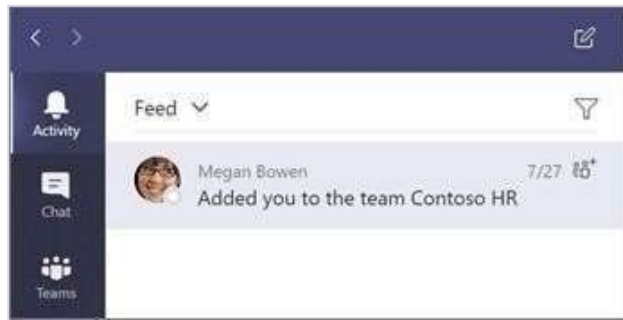 Activity
Chat
Teams
Feed
Megan Bowen 7/27
Added you to the team Contoso HR